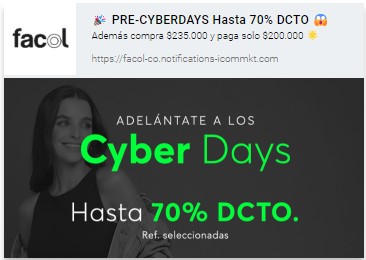 facol
🎉 PRE-CYBERDAYS Hasta 70% DCTO 😱
Además compra $235.000 y paga solo $200.000 ☀️
https://facol-co.notifications-icommkt.com
ADELÁNTATE A LOS
Cyber Days
Hasta 70% DCTO.
Ref. seleccionadas